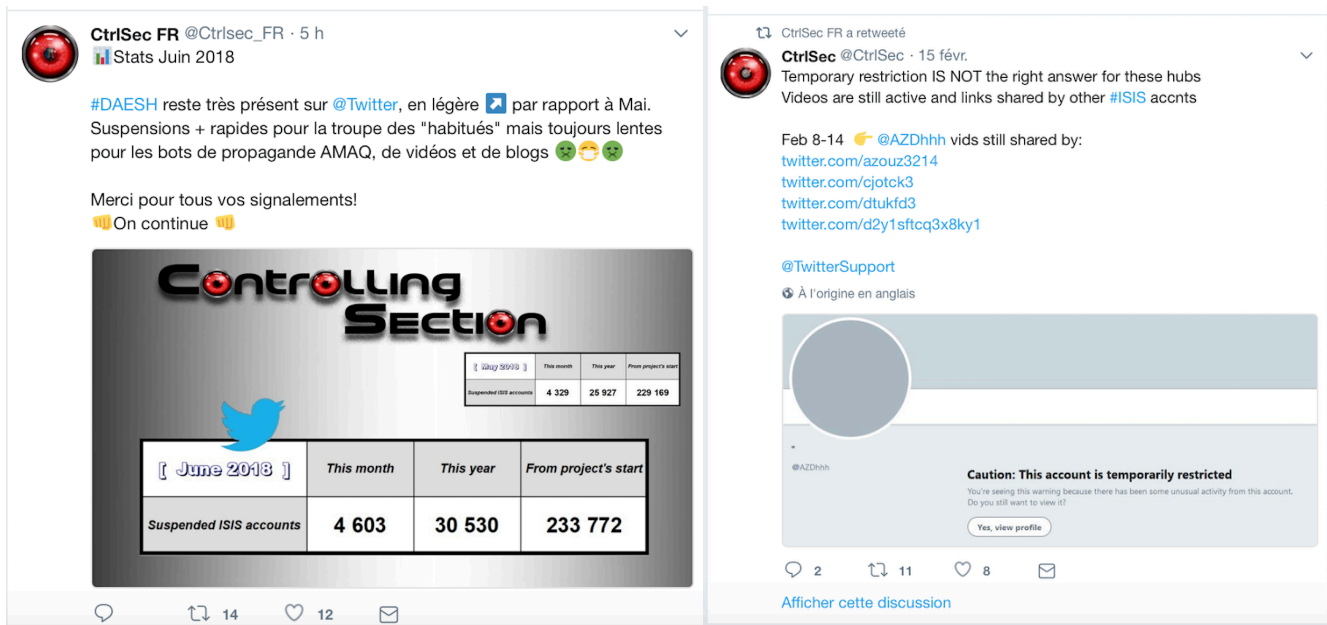 CtrlSec FR @Ctrlsec_FR · 5 h
📊Stats Juin 2018
#DAESH reste très présent sur @Twitter, en légère ↗️ par rapport à Mai.
Suspensions + rapides pour la troupe des "habitués" mais toujours lentes
pour les bots de propagande AMAQ, de vidéos et de blogs
Merci pour tous vos signalements!
👊On continue 👊
Controlling
Section
[ May 2018 ] This month This year From project's start
Suspended ISIS accounts 4 329 25 927 229 169
[ June 2018 ] This month This year From project's start
Suspended ISIS accounts 4 603 30 530 233 772
14 12
CtrlSec FR a retweeté
CtrlSec @CtrlSec · 15 févr.
Temporary restriction IS NOT the right answer for these hubs
Videos are still active and links shared by other #ISIS accnts
Feb 8-14 👉 @AZDhhh vids still shared by:
twitter.com/azouz3214
twitter.com/cjotck3
twitter.com/dtukfd3
twitter.com/d2y1sftcq3x8ky1
@TwitterSupport
À l'origine en anglais
@AZDhhh
Caution: This account is temporarily restricted
You're seeing this warning because there has been some unusual activity from this account.
Do you still want to view it?
Yes, view profile
2 11 8
Afficher cette discussion